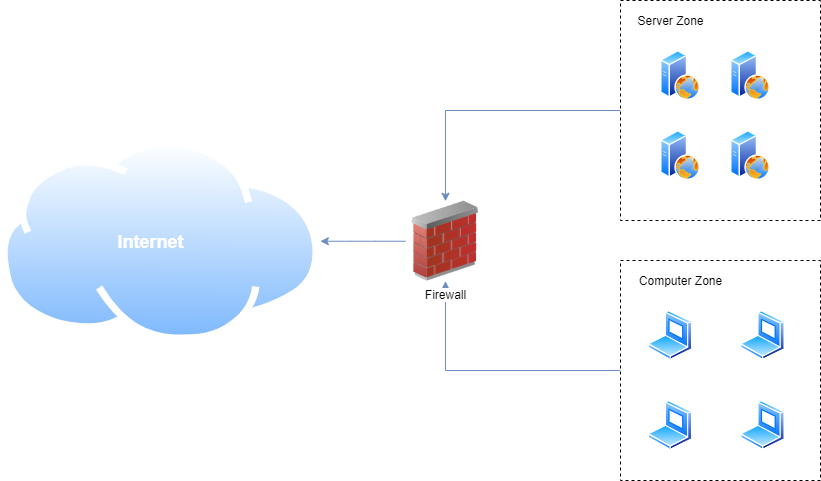 Server Zone
Internet
Firewall
Computer Zone